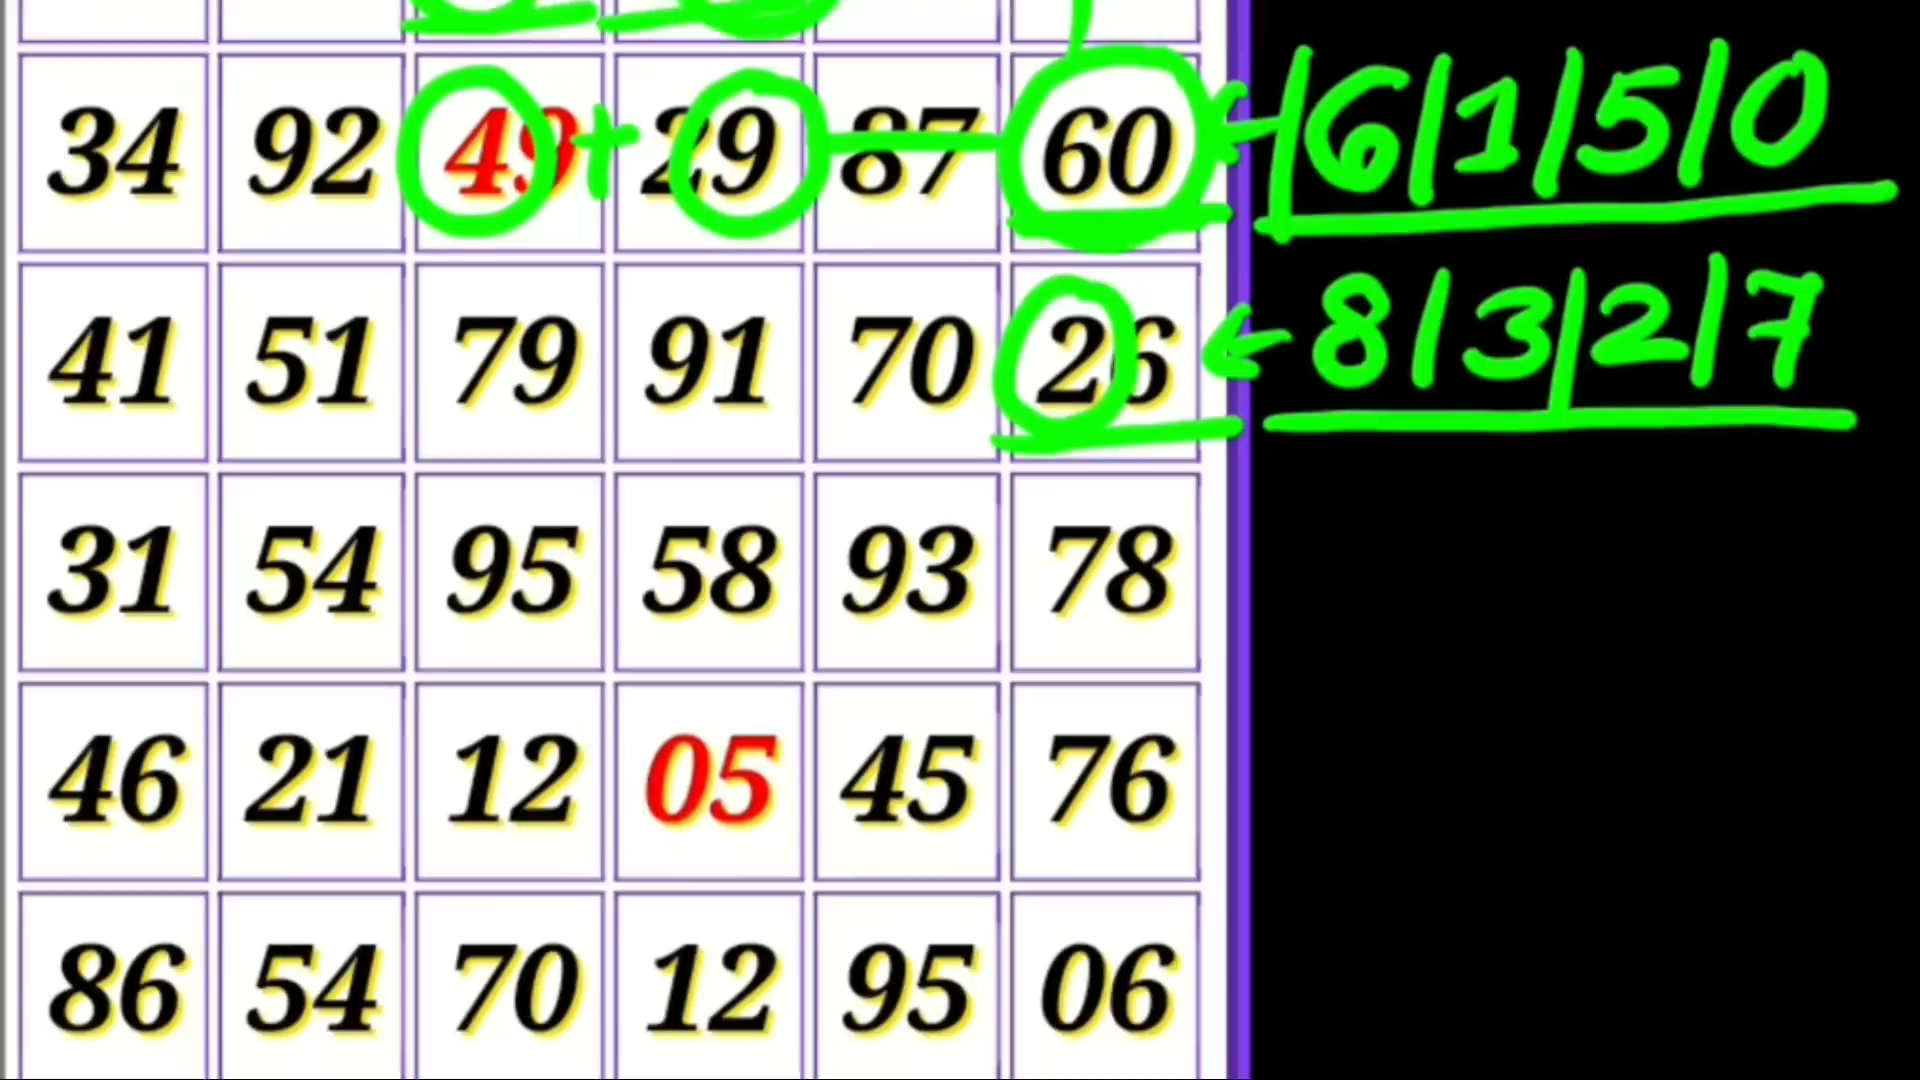 34 92 49 + 29 87 60 ← |6|1|5|0
41 51 79 91 70 26 ← 8|3|2|7
31 54 95 58 93 78
46 21 12 05 45 76
86 54 70 12 95 06